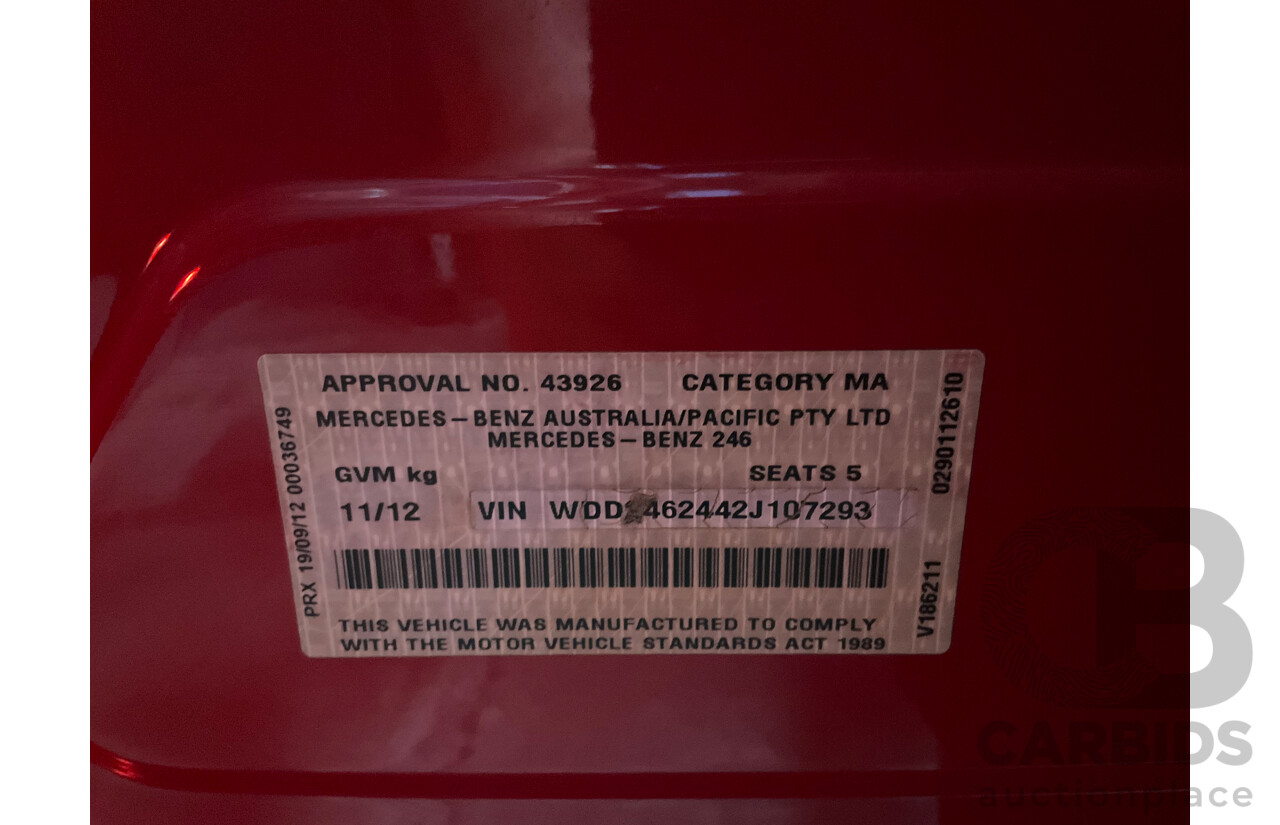 APPROVAL NO. 43926 CATEGORY MA
MERCEDES-BENZ AUSTRALIA/PACIFIC PTY LTD
MERCEDES-BENZ 246
GVM kg SEATS 5
11/12 VIN
THIS VEHICLE WAS MANUFACTURED TO COMPLY
WITH THE MOTOR VEHICLE STANDARDS ACT 1989
PRX 19/09/12 00036749
V186211 0290112610
CB
CARBIDS
auctionplace